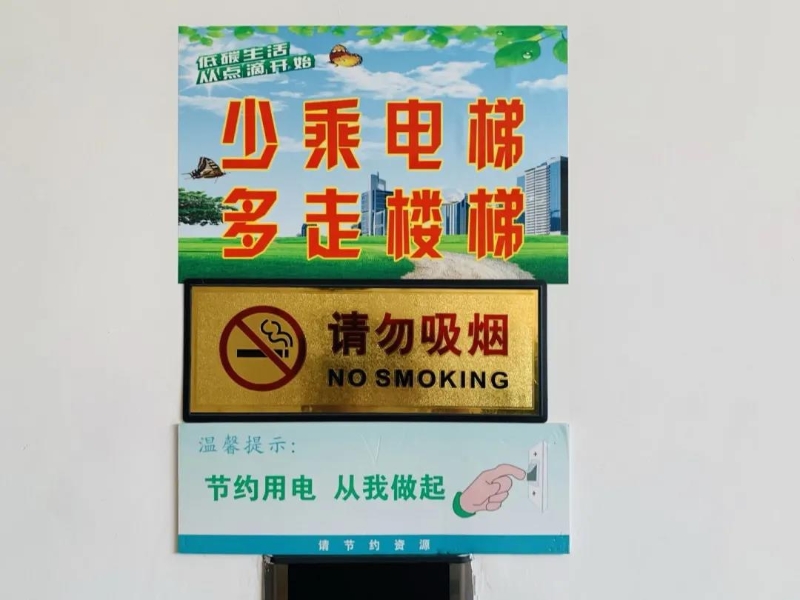 低碳生活
从点滴开始
少乘电梯
多走楼梯
请勿吸烟
NO SMOKING
温馨提示:
节约用电 从我做起
请节约资源